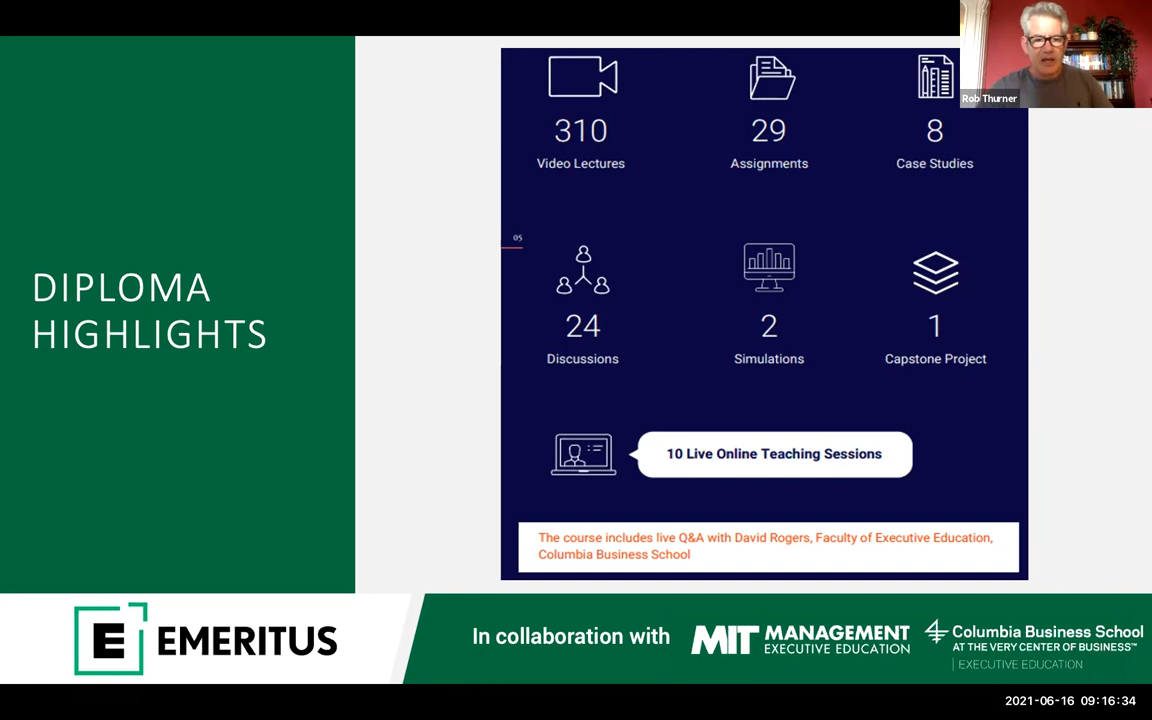 Rob Thurner
310
29
8
Video Lectures
Assignments
Case Studies
05
DIPLOMA
HIGHLIGHTS
24
2
1
Discussions
Simulations
Capstone Project
10 Live Online Teaching Sessions
The course includes live Q&A with David Rogers, Faculty of Executive Education,
Columbia Business School
E EMERITUS
In collaboration with
MIT MANAGEMENT
EXECUTIVE EDUCATION
Columbia Business School
AT THE VERY CENTER OF BUSINESS™
EXECUTIVE EDUCATION
2021-06-16 09:16:34